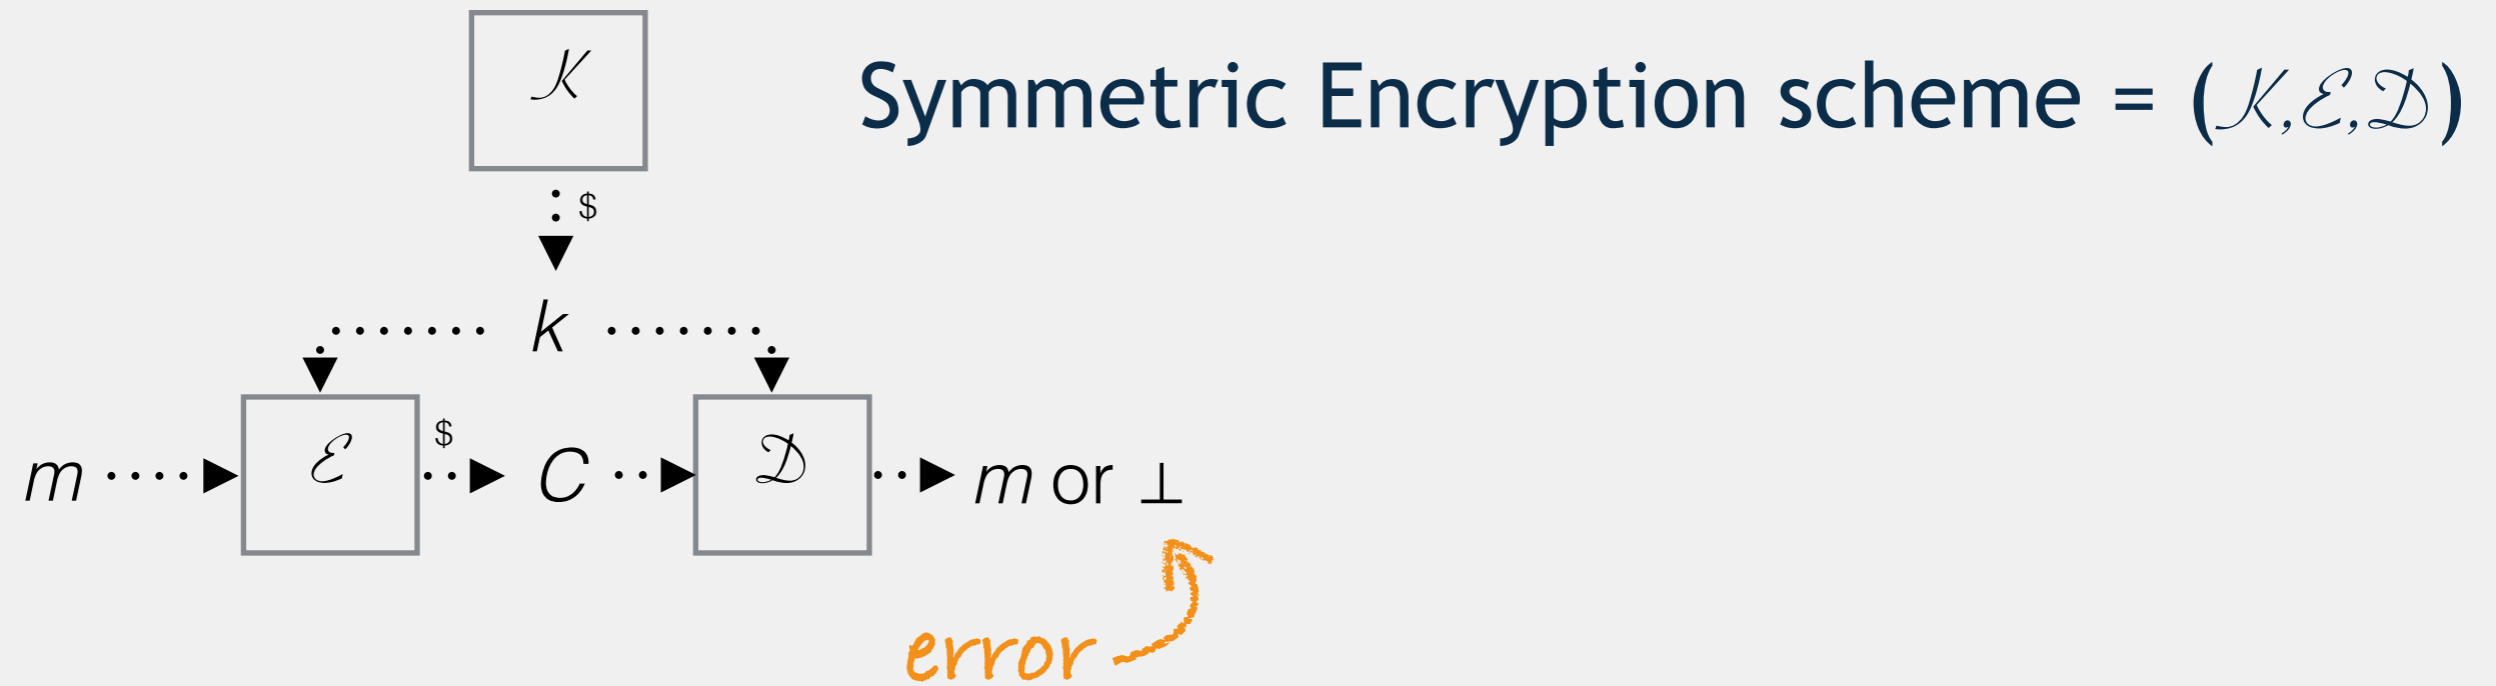 𝒦
Symmetric Encryption scheme = (𝒦,ℰ,𝒟)
$
k
$
m ℰ C 𝒟 m or ⊥
error